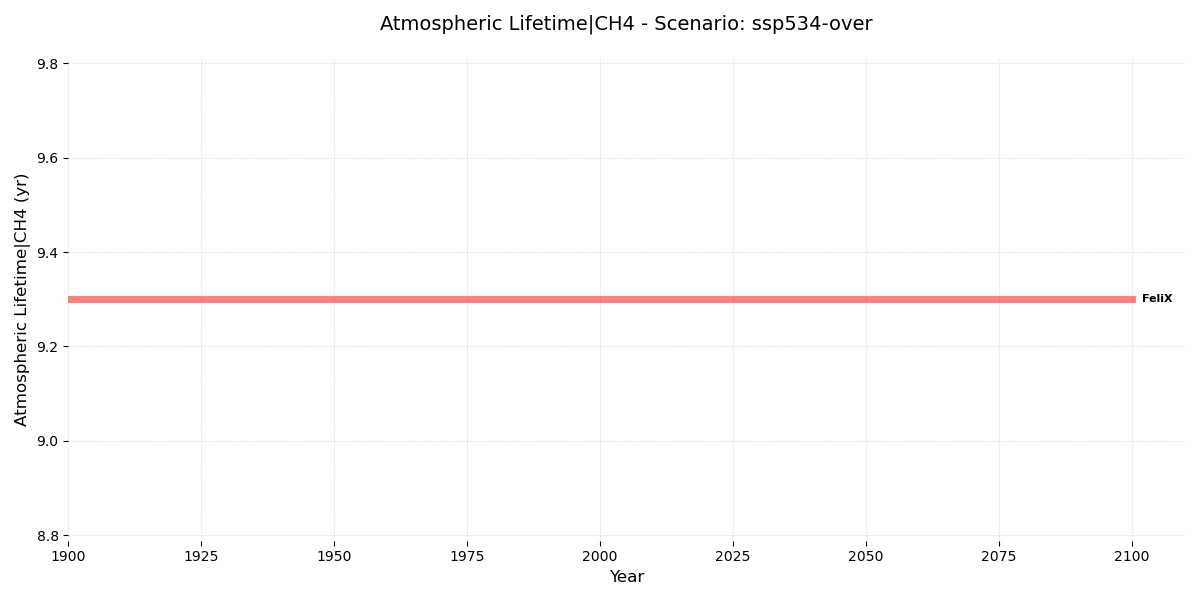 Atmospheric Lifetime|CH4 - Scenario: ssp534-over
Atmospheric Lifetime|CH4 (yr)
9.8
9.6
9.4
9.2
9.0
8.8
FeliX
1900 1925 1950 1975 2000 2025 2050 2075 2100
Year